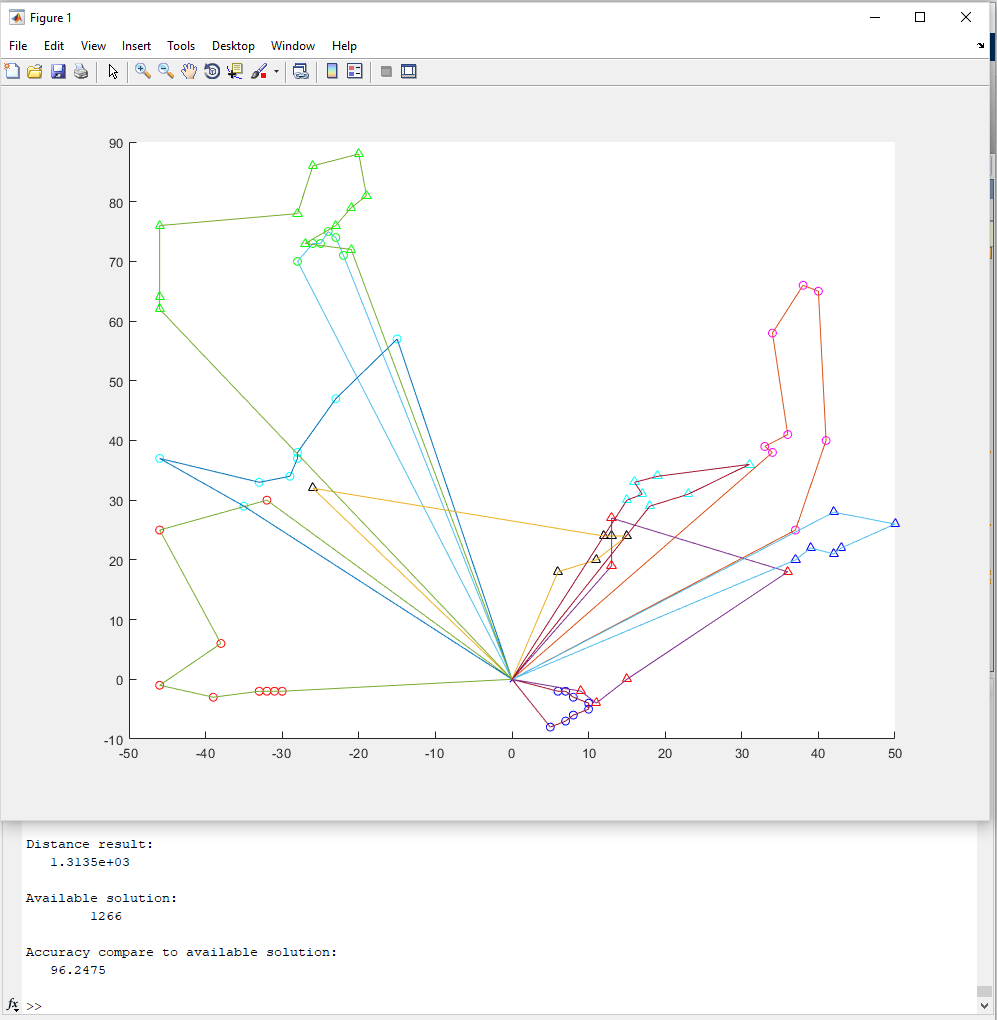 Figure 1
File Edit View Insert Tools Desktop Window Help
90
80
70
60
50
40
30
20
10
0
-10
-50 -40 -30 -20 -10 0 10 20 30 40 50
Distance result:
1.3135e+03
Available solution:
1266
Accuracy compare to available solution:
96.2475
fx >>